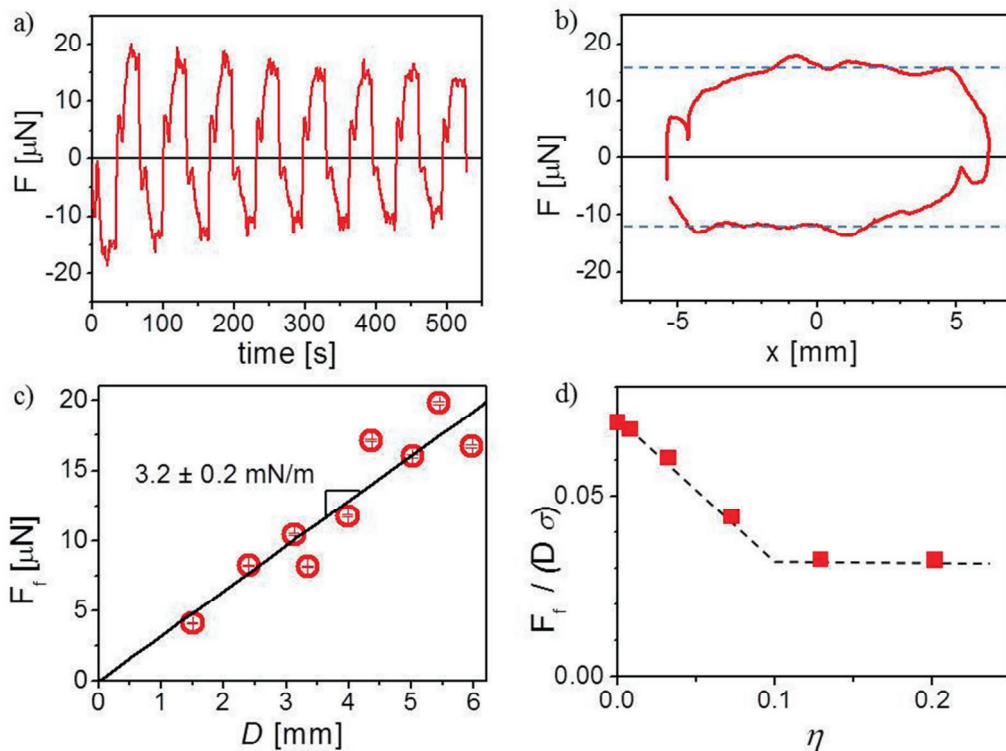 a)
F [µN]
20
10
0
-10
-20
0 100 200 300 400 500
time [s]
b)
F [µN]
20
10
0
-10
-20
-5 0 5
x [mm]
c)
F_f [µN]
20
15
10
5
0
3.2 ± 0.2 mN/m
0 1 2 3 4 5 6
D [mm]
d)
F_f / (D σ)
0.05
0.00
0.0 0.1 0.2
η